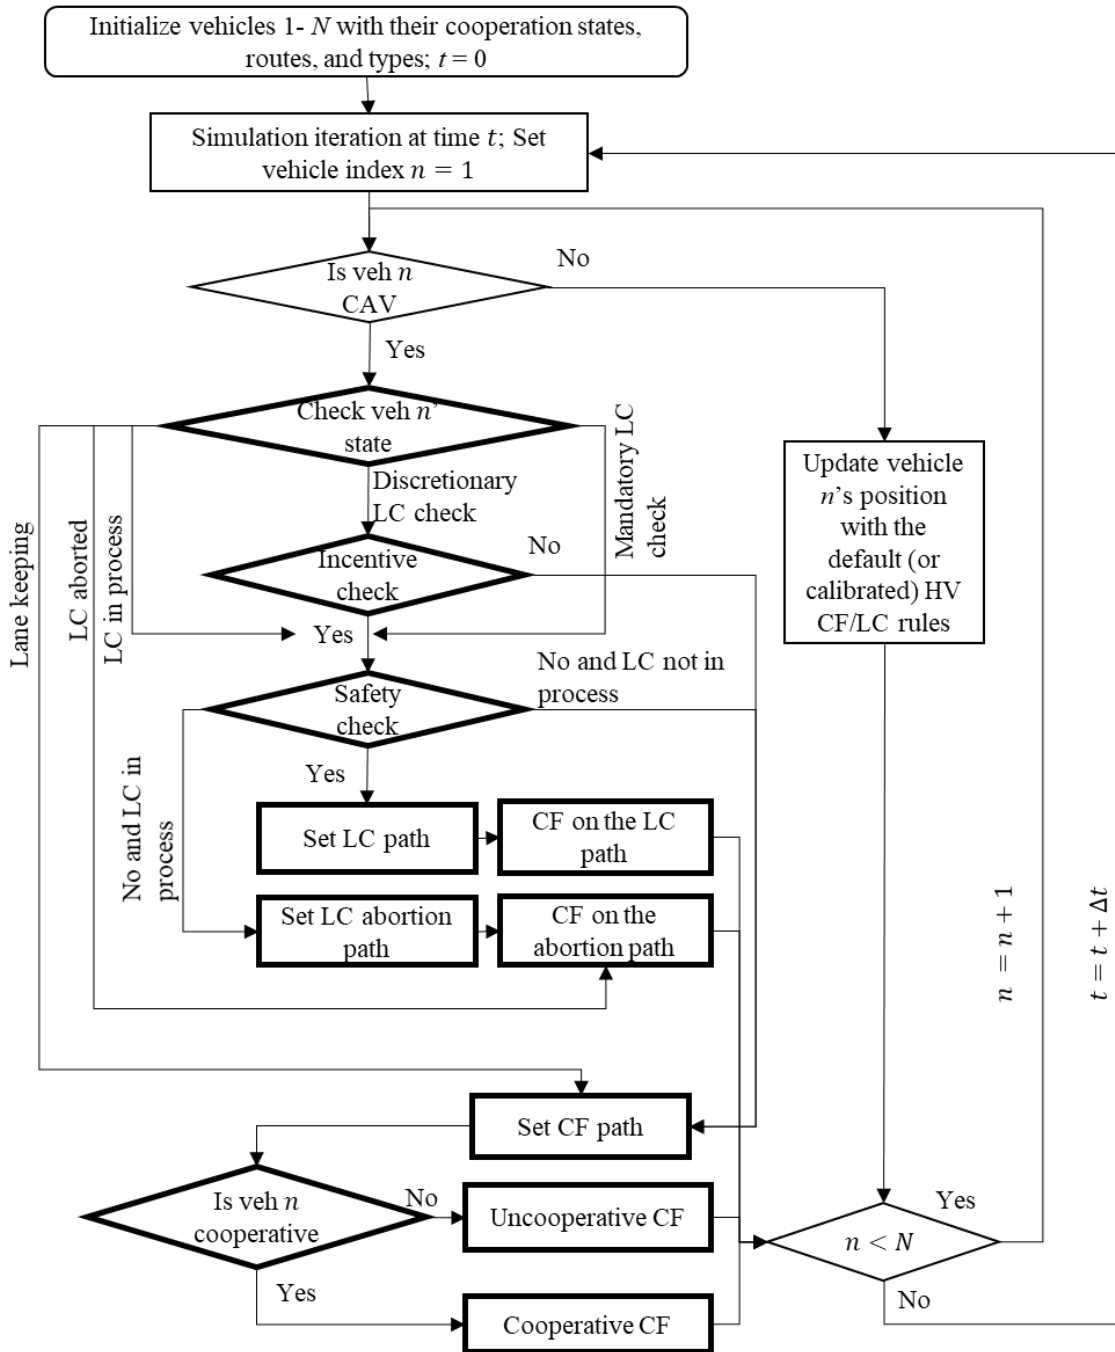 Initialize vehicles 1- N with their cooperation states,
routes, and types; t = 0
Simulation iteration at time t; Set
vehicle index n = 1
Is veh n
CAV
No
Yes
Check veh n'
state
Discretionary
LC check
Mandatory LC
check
Lane keeping
LC aborted
LC in process
Incentive
check
No
Yes
Update vehicle
n's position
with the
default (or
calibrated) HV
CF/LC rules
Safety
check
No and LC not in
process
No and LC in
process
Yes
Set LC path
CF on the LC
path
Set LC abortion
path
CF on the
abortion path
n = n + 1
t = t + Δt
Set CF path
Is veh n
cooperative
No
Uncooperative CF
Yes
Cooperative CF
n < N
Yes
No